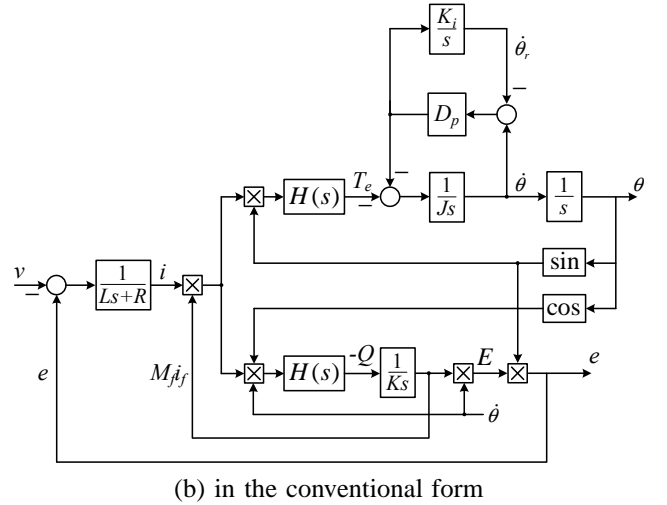 K_i
s
θ̇_r
−
D_p
−
T_e
−
H(s)
1
Js
θ̇
1
s
θ
sin
cos
v
−
1
Ls+R
i
e
M_f i_f
H(s)
-Q
1
Ks
E
e
θ̇
(b) in the conventional form